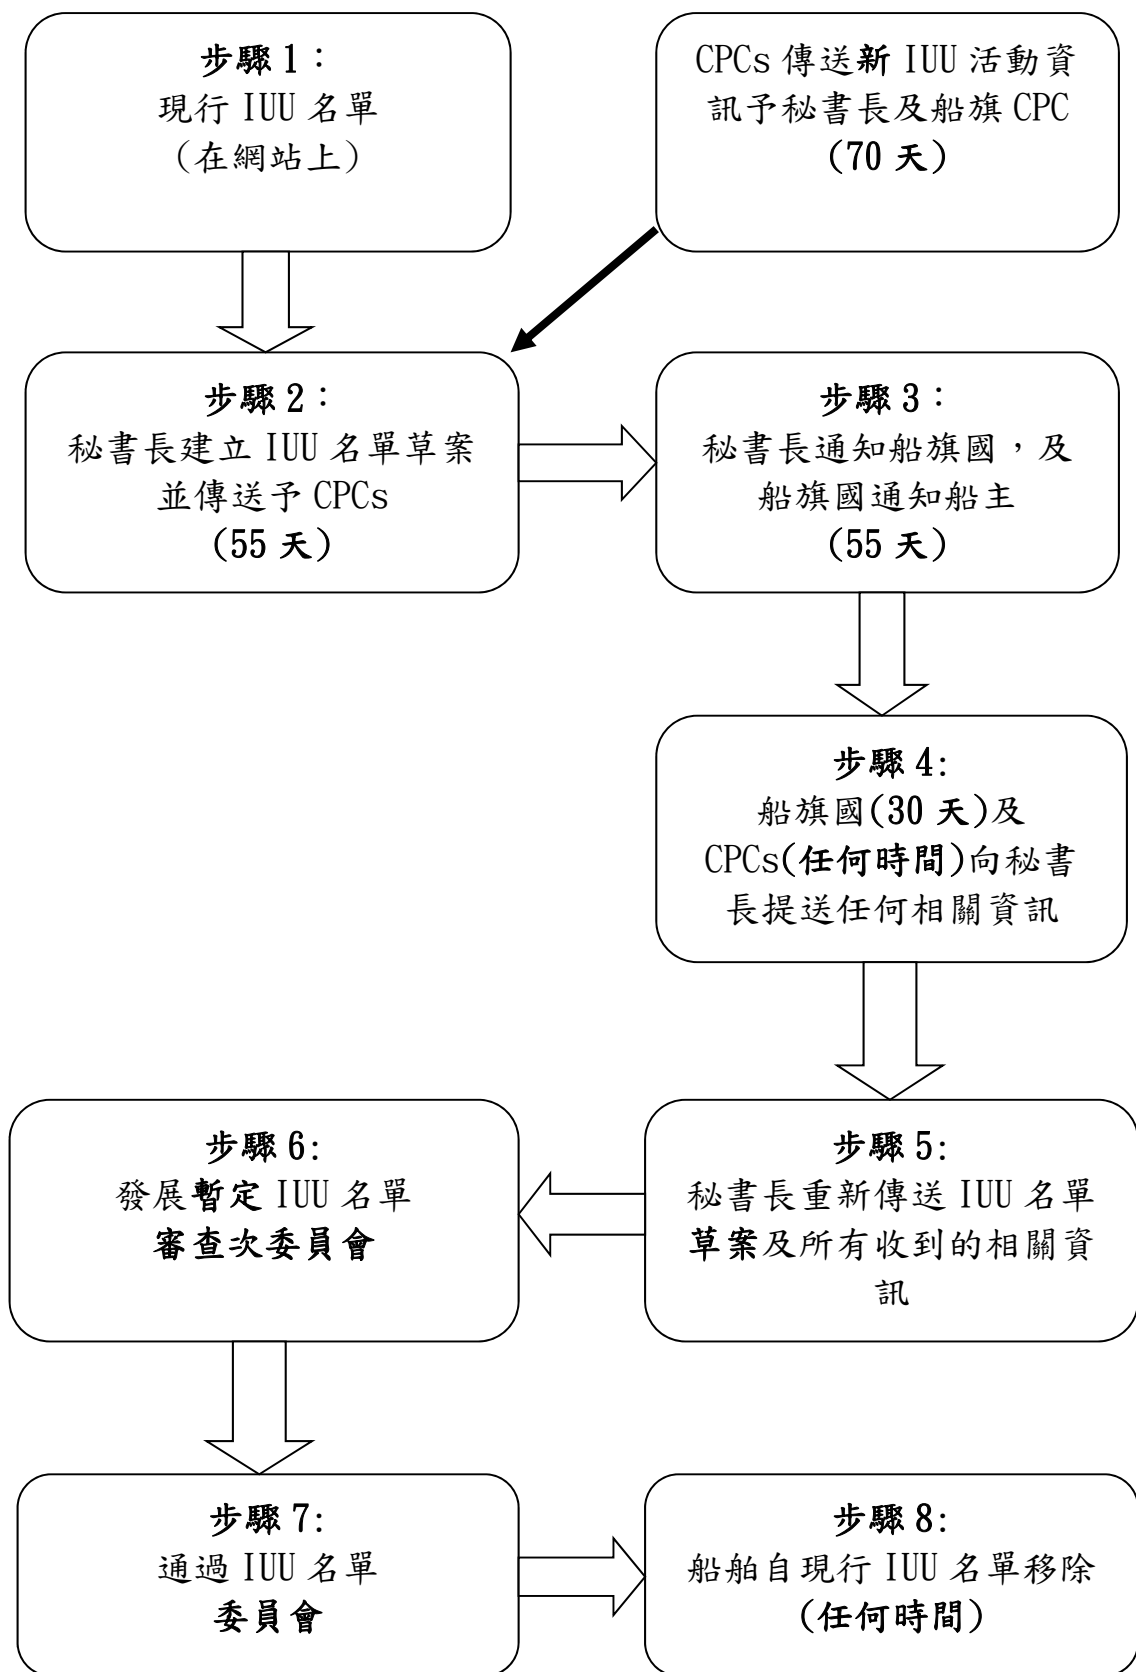 步驟 1：
現行 IUU 名單
(在網站上)
CPCs 傳送新 IUU 活動資
訊予秘書長及船旗 CPC
(70 天)
步驟 2：
秘書長建立 IUU 名單草案
並傳送予 CPCs
(55 天)
步驟 3：
秘書長通知船旗國，及
船旗國通知船主
(55 天)
步驟 4:
船旗國(30 天)及
CPCs(任何時間)向秘書
長提送任何相關資訊
步驟 5:
秘書長重新傳送 IUU 名單
草案及所有收到的相關資
訊
步驟 6:
發展暫定 IUU 名單
審查次委員會
步驟 7:
通過 IUU 名單
委員會
步驟 8:
船舶自現行 IUU 名單移除
(任何時間)